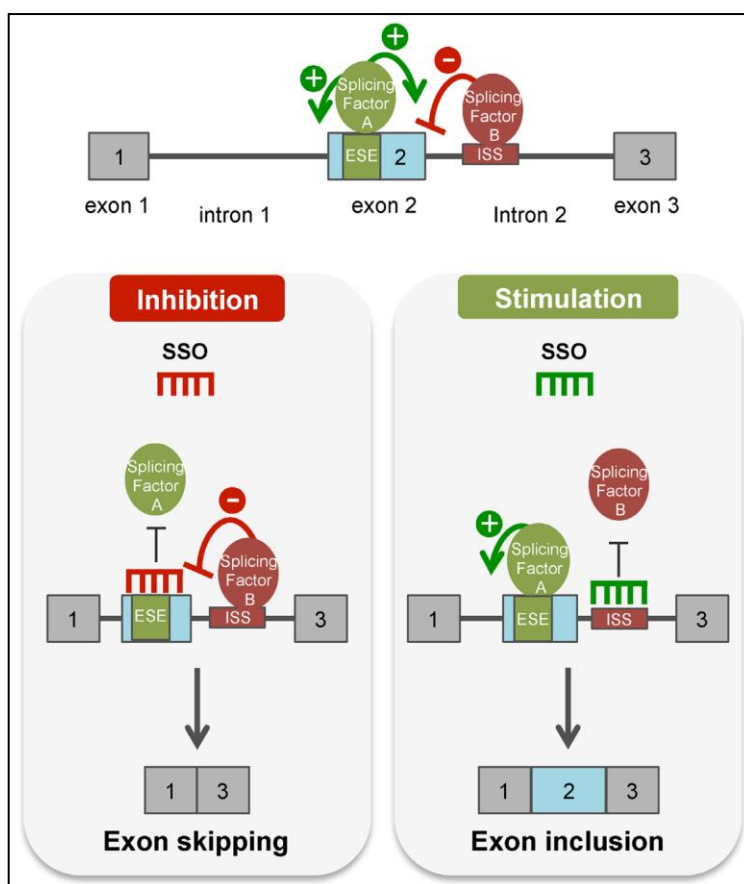 +
+
−
Splicing
Factor
A
Splicing
Factor
B
1
ESE
2
ISS
3
exon 1
intron 1
exon 2
Intron 2
exon 3
Inhibition
SSO
Splicing
Factor
A
−
Splicing
Factor
B
1
ESE
ISS
3
1
3
Exon skipping
Stimulation
SSO
Splicing
Factor
B
+
Splicing
Factor
A
1
ESE
ISS
3
1
2
3
Exon inclusion